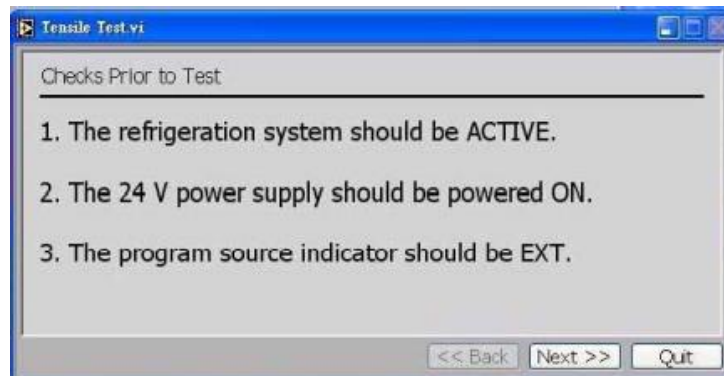 Tensile Test.vi
Checks Prior to Test
1. The refrigeration system should be ACTIVE.
2. The 24 V power supply should be powered ON.
3. The program source indicator should be EXT.
<< Back Next >> Quit